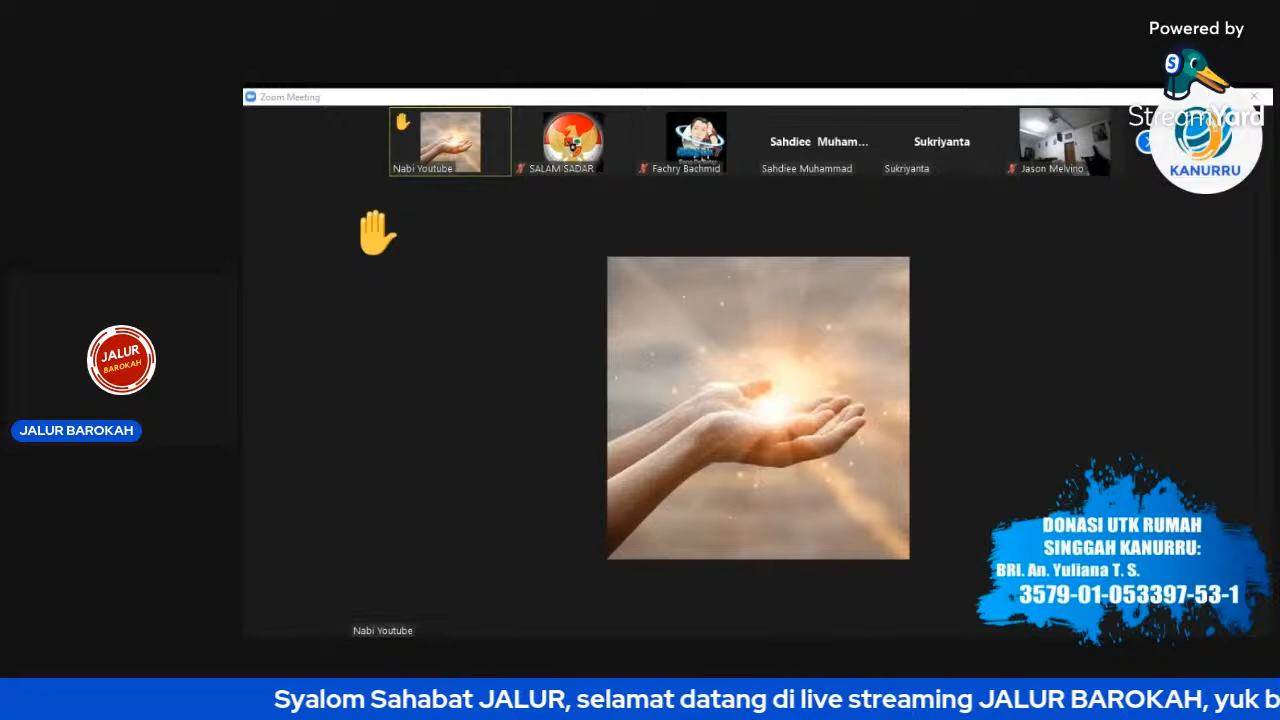 Powered by
StreamYard
Zoom Meeting
Nabi Youtube
SALAM SADAR
Fachry Bachmid
Sahdiee Muham...
Sahdiee Muhammad
Sukriyanta
Sukriyanta
Jason Melvino
KANURRU
JALUR
BAROKAH
JALUR BAROKAH
DONASI UTK RUMAH
SINGGAH KANURRU:
BRI. An. Yuliana T. S.
3579-01-053397-53-1
Nabi Youtube
Syalom Sahabat JALUR, selamat datang di live streaming JALUR BAROKAH, yuk b